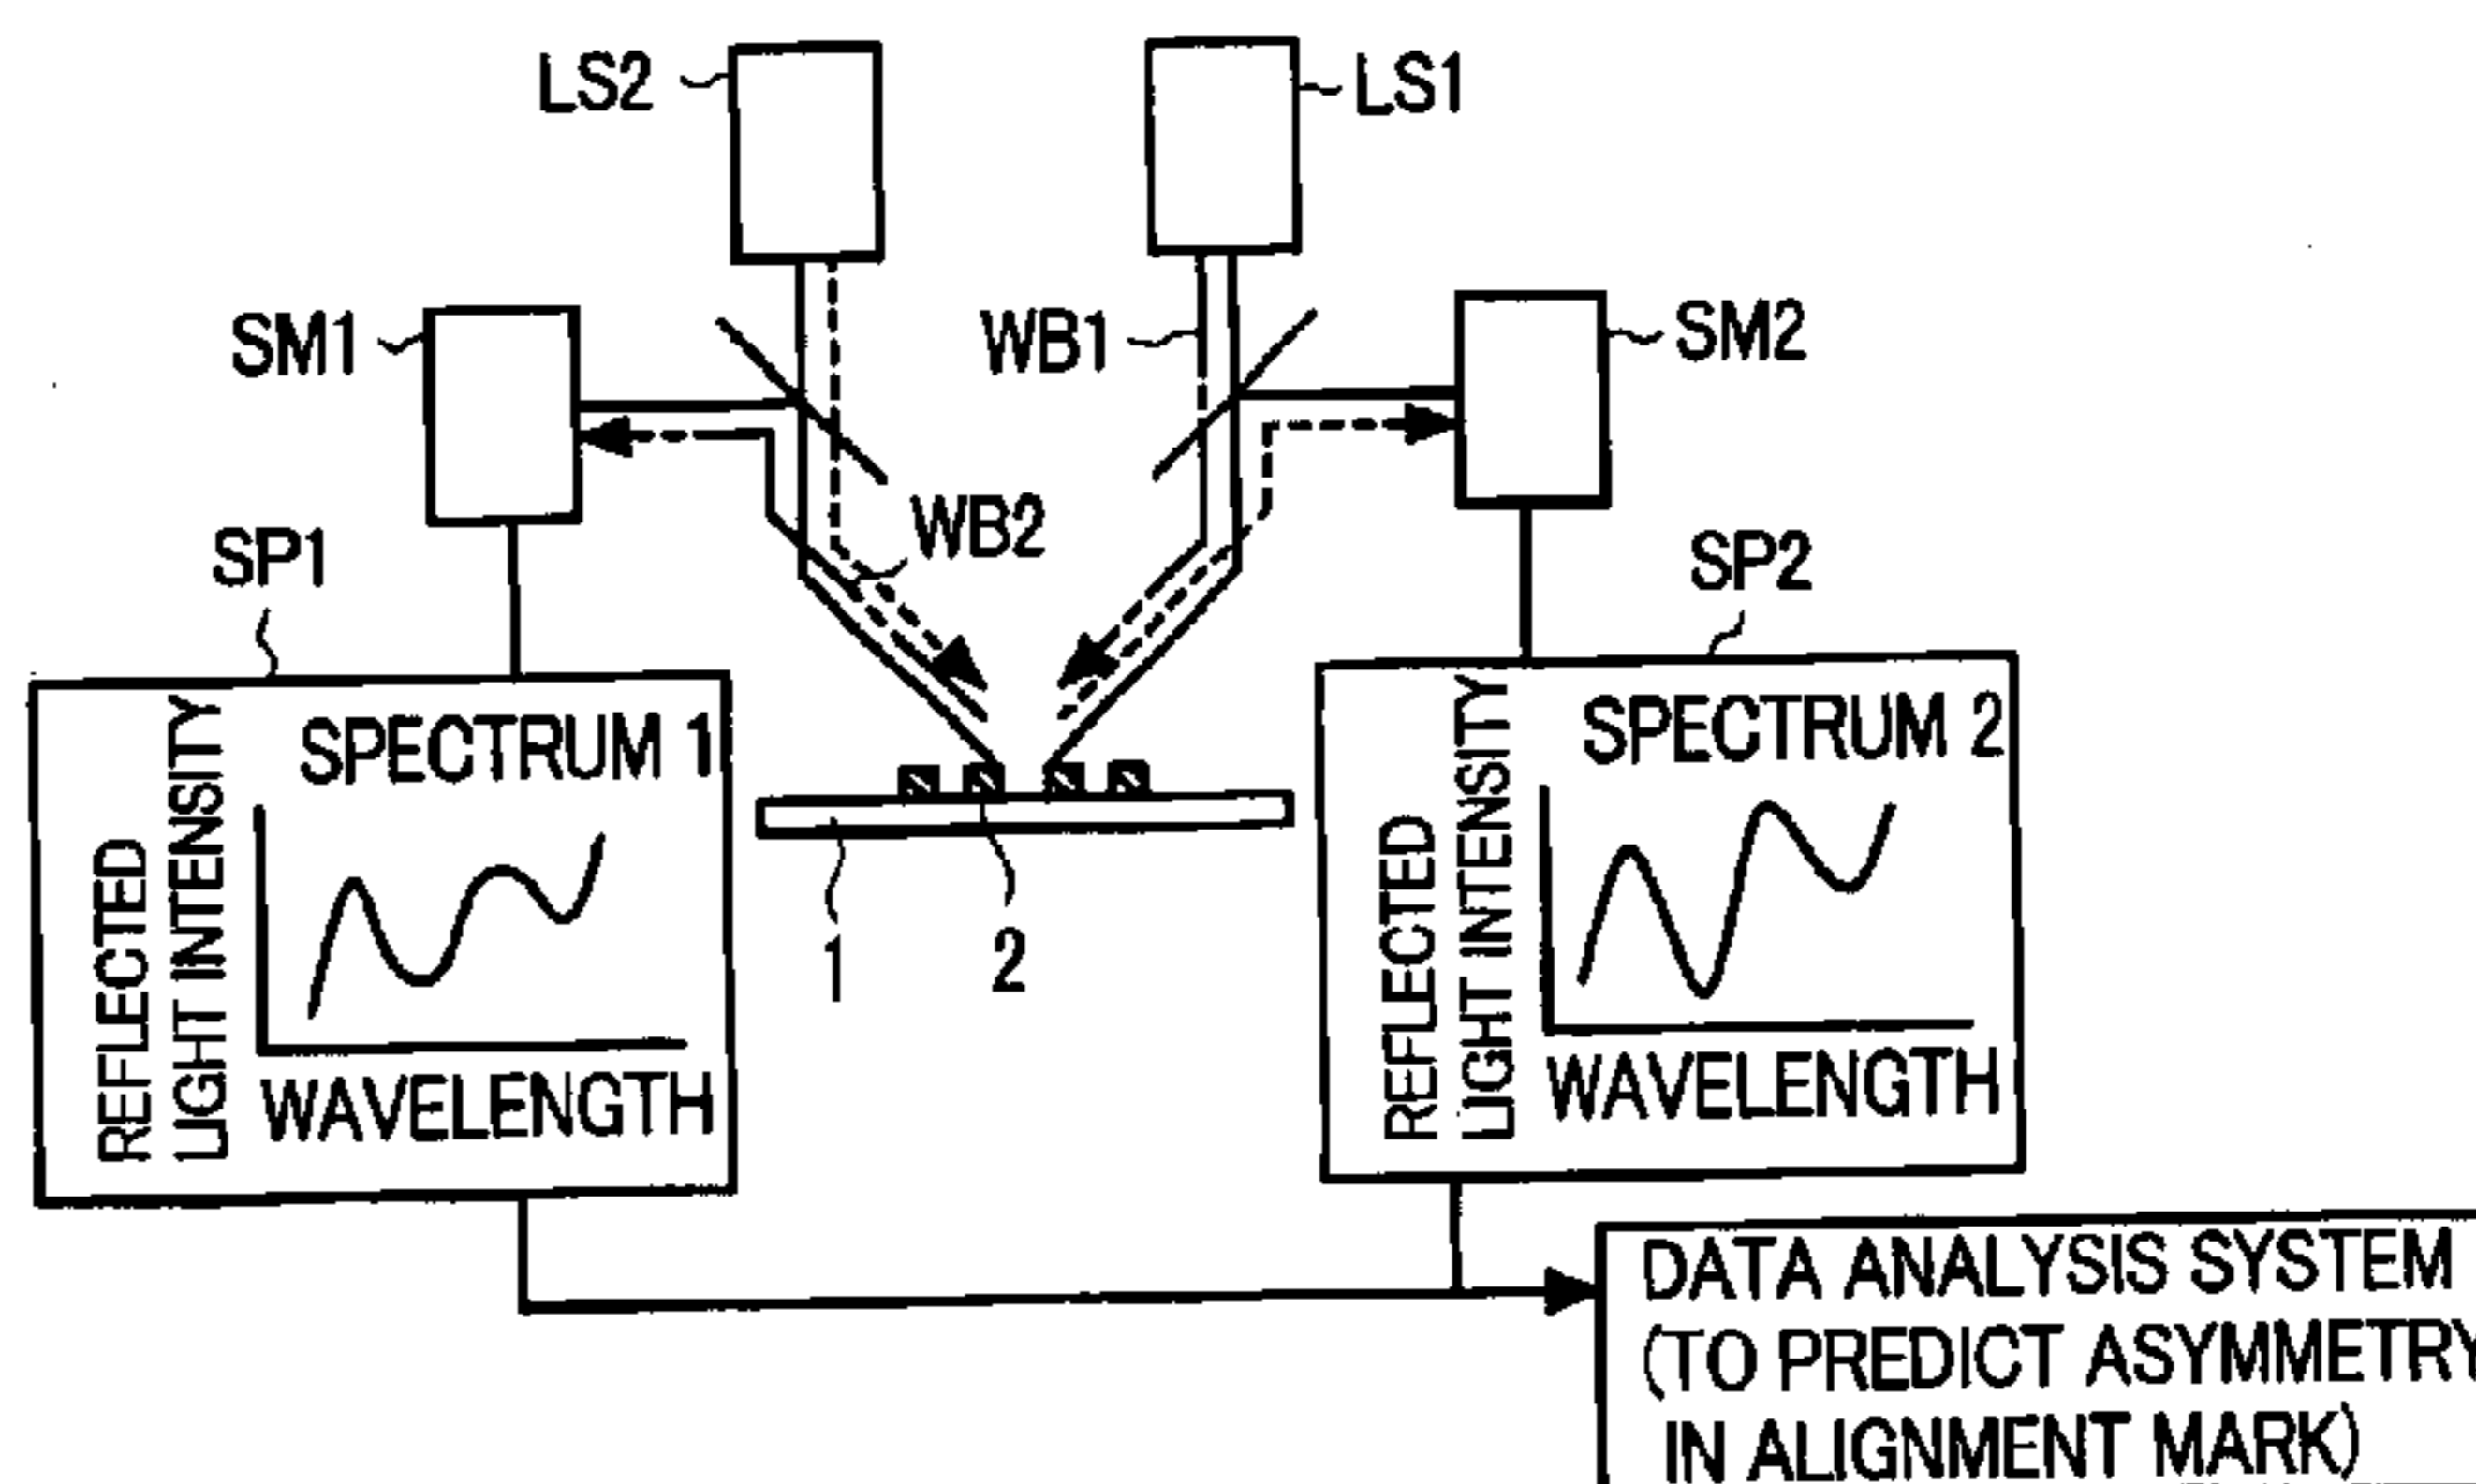 LS2
LS1
SM1
WB1
SM2
WB2
SP1
SP2
SPECTRUM 1
REFLECTED
LIGHT INTENSITY
WAVELENGTH
1
2
SPECTRUM 2
REFLECTED
LIGHT INTENSITY
WAVELENGTH
DATA ANALYSIS SYSTEM
(TO PREDICT ASYMMETRY
IN ALIGNMENT MARK)